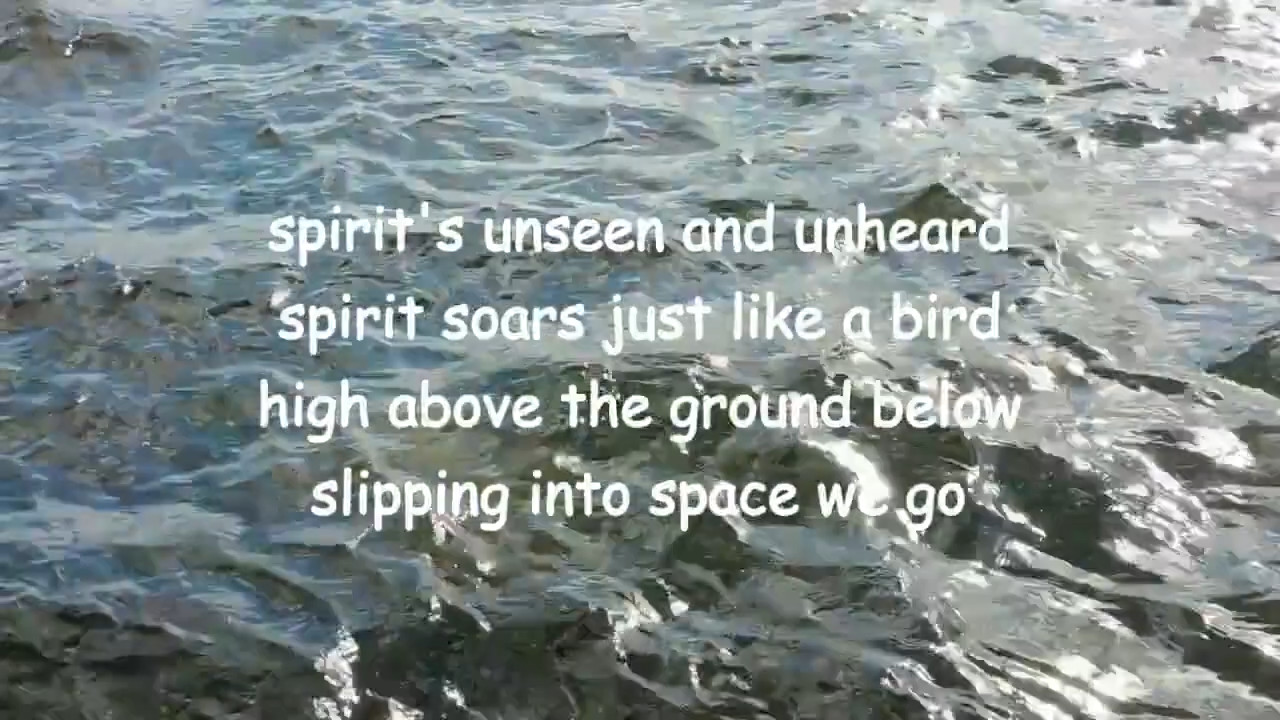 spirit's unseen and unheard
spirit soars just like a bird
high above the ground below
slipping into space we go